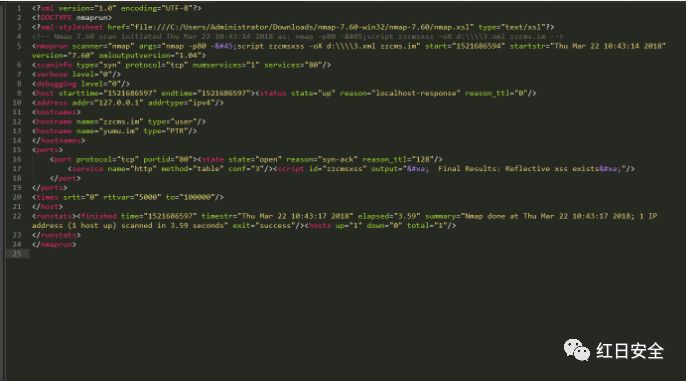 1 <?xml version="1.0" encoding="UTF-8"?>
2 <!DOCTYPE nmaprun>
3 <?xml-stylesheet href="file:///C:/Users/Administrator/Downloads/nmap-7.60-win32/nmap-7.60/nmap.xsl" type="text/xsl"?>
4 <!-- Nmap 7.60 scan initiated Thu Mar 22 10:43:14 2018 as: nmap -p80 -&#45;script zzcmsxss -oX d:\\\\3.xml zzcms.im -->
5 <nmaprun scanner="nmap" args="nmap -p80 -&#45;script zzcmsxss -oX d:\\\\3.xml zzcms.im" start="1521686594" startstr="Thu Mar 22 10:43:14 2018"
version="7.60" xmloutputversion="1.04">
6 <scaninfo type="syn" protocol="tcp" numservices="1" services="80"/>
7 <verbose level="0"/>
8 <debugging level="0"/>
9 <host starttime="1521686597" endtime="1521686597"><status state="up" reason="localhost-response" reason_ttl="0"/>
10 <address addr="127.0.0.1" addrtype="ipv4"/>
11 <hostnames>
12 <hostname name="zzcms.im" type="user"/>
13 <hostname name="yumu.im" type="PTR"/>
14 </hostnames>
15 <ports>
16 <port protocol="tcp" portid="80"><state state="open" reason="syn-ack" reason_ttl="128"/>
17 <service name="http" method="table" conf="3"/><script id="zzcmsxss" output="&#xa;  Final Results: Reflective xss exists&#xa;"/>
18 </port>
19 </ports>
20 <times srtt="0" rttvar="5000" to="100000"/>
21 </host>
22 <runstats><finished time="1521686597" timestr="Thu Mar 22 10:43:17 2018" elapsed="3.59" summary="Nmap done at Thu Mar 22 10:43:17 2018; 1 IP
address (1 host up) scanned in 3.59 seconds" exit="success"/><hosts up="1" down="0" total="1"/>
23 </runstats>
24 </nmaprun>
25
红日安全